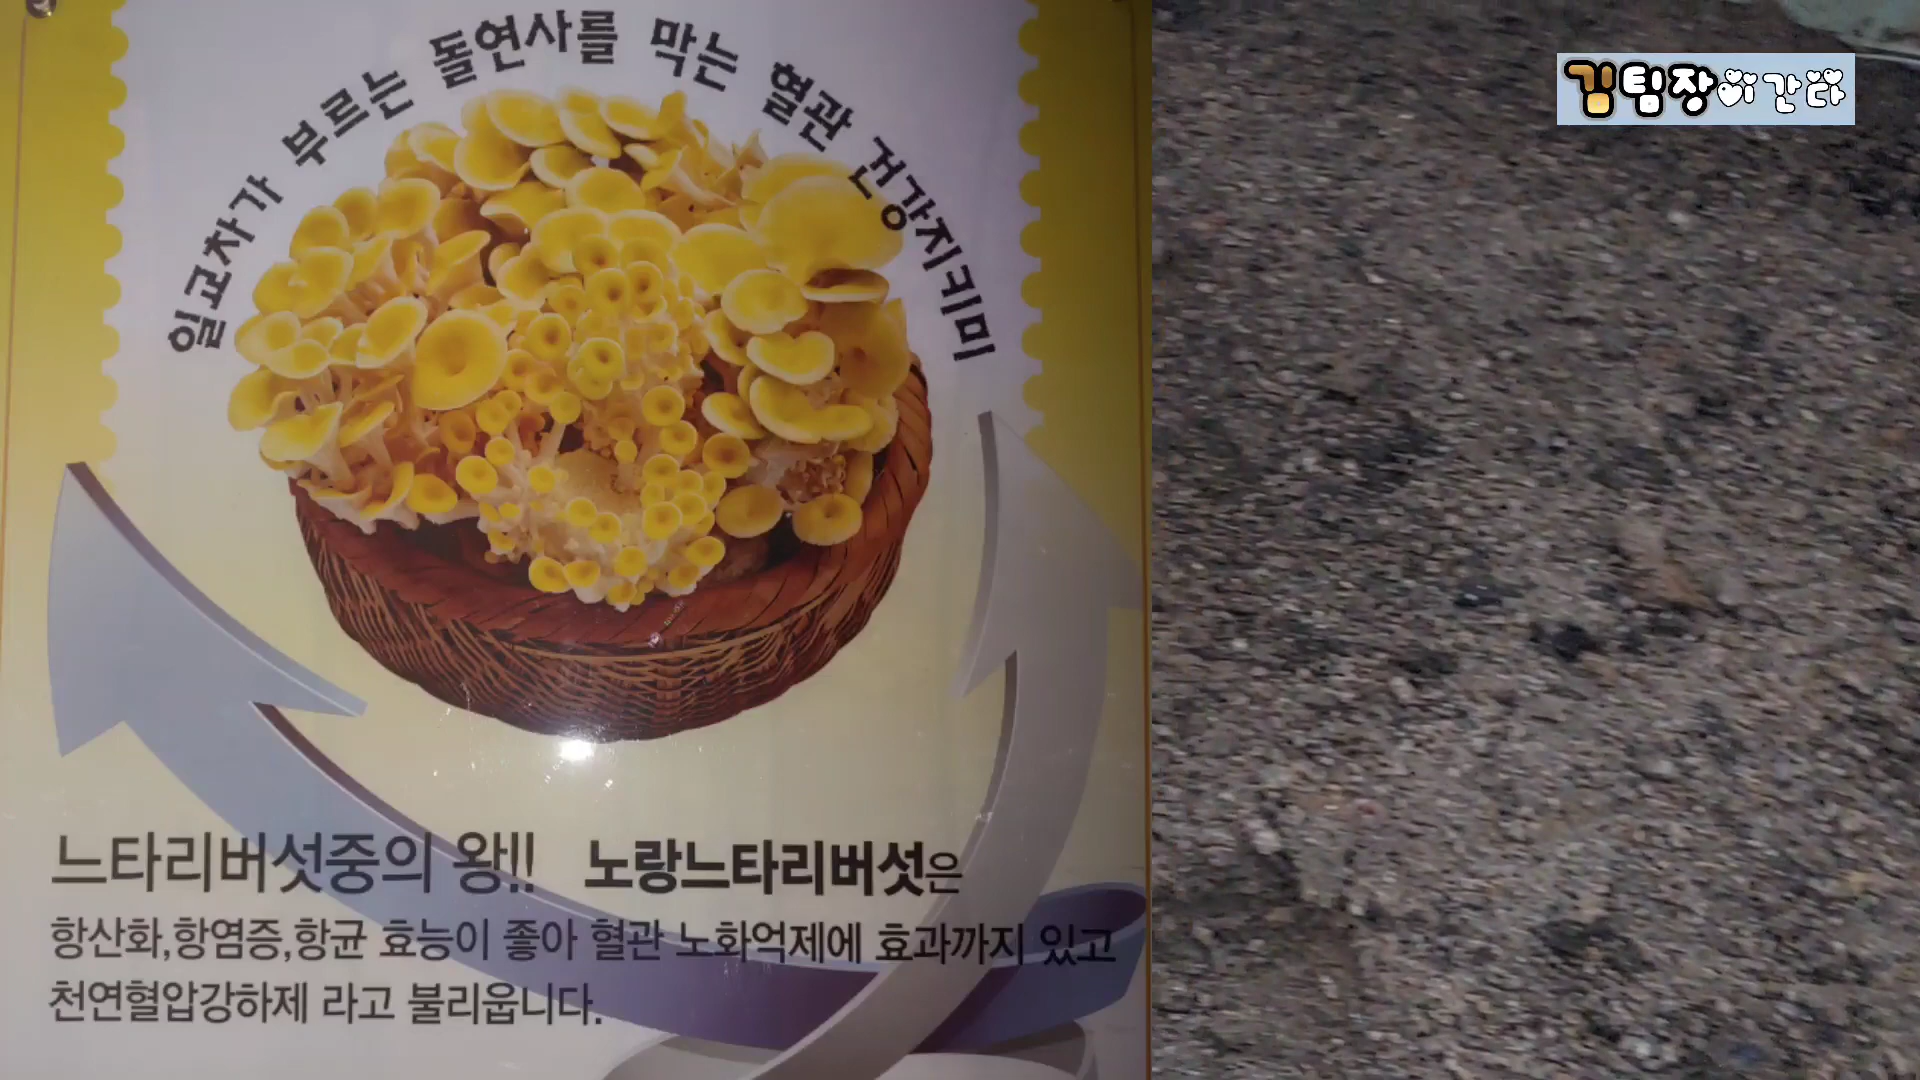 일교차가 부르는 돌연사를 막는 혈관 건강지키미
김팀장이 간다
느타리버섯중의 왕!! 노랑느타리버섯은
항산화,항염증,항균 효능이 좋아 혈관 노화억제에 효과까지 있고
천연혈압강하제 라고 불리웁니다.